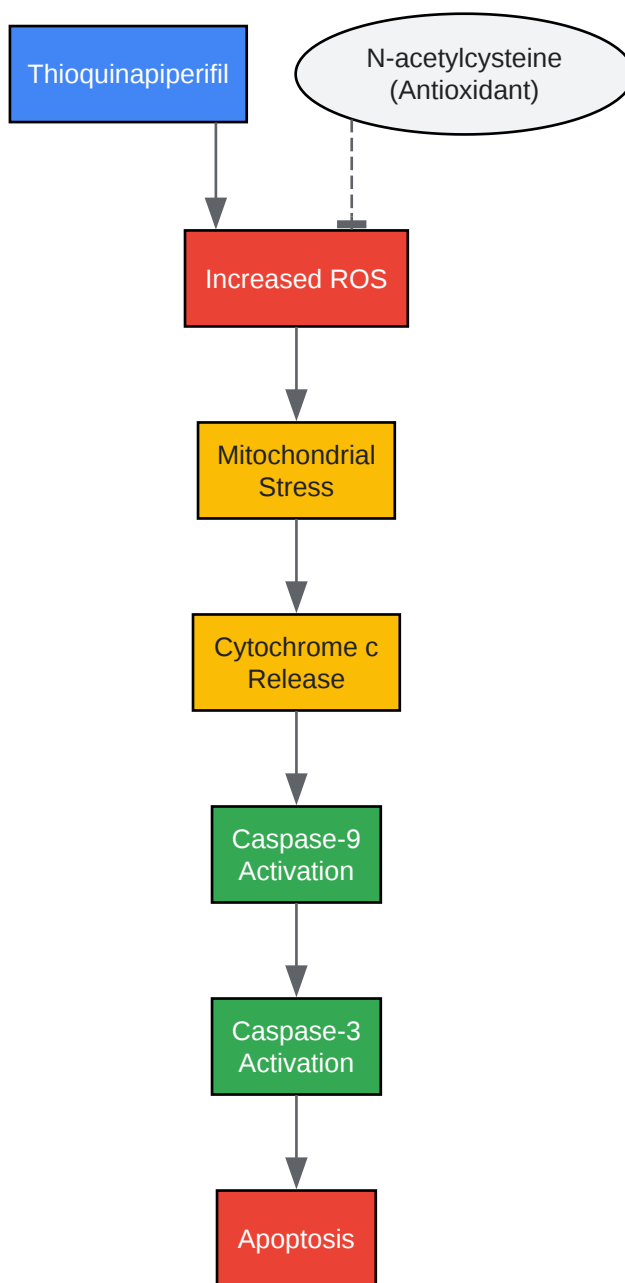 Thioquinapiperifil
N-acetylcysteine
(Antioxidant)
Increased ROS
Mitochondrial
Stress
Cytochrome c
Release
Caspase-9
Activation
Caspase-3
Activation
Apoptosis